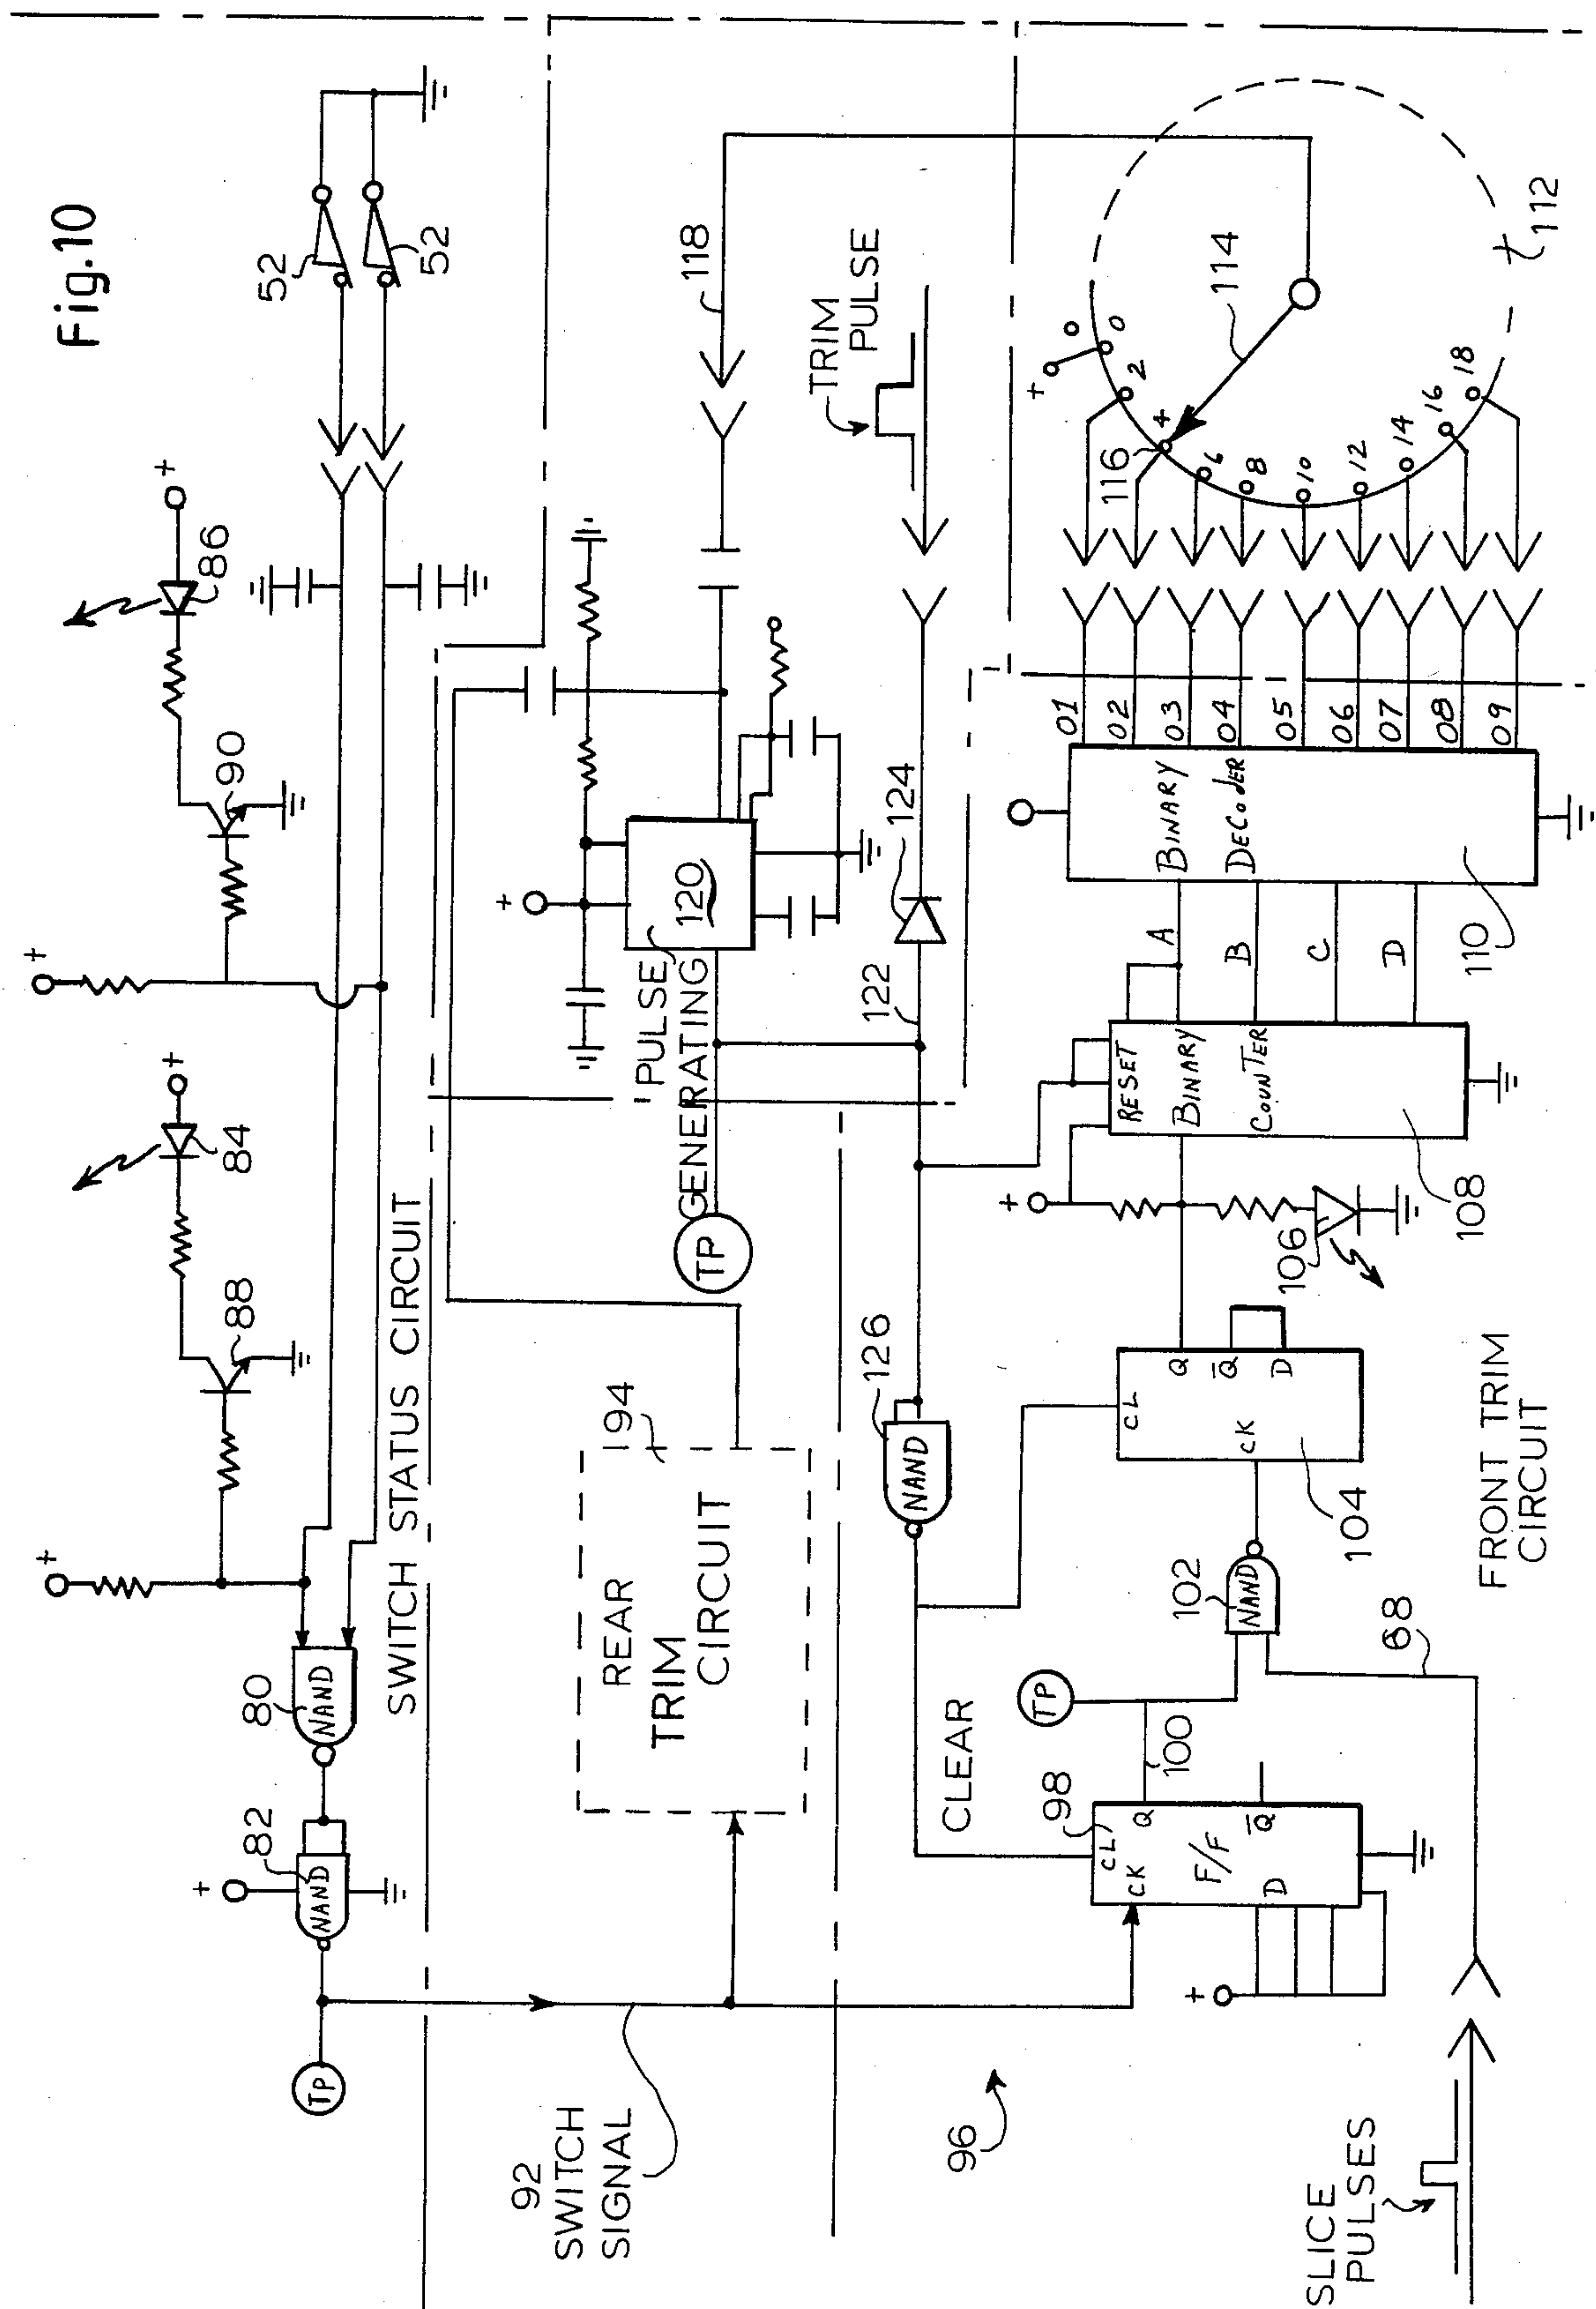 Fig.10
52
52
+
86
90
+
+
84
88
+
80
82
+
TP
SWITCH STATUS CIRCUIT
118
TRIM
PULSE
+
120
PULSE
GENERATING
TP
124
122
194
REAR
TRIM
CIRCUIT
92
SWITCH
SIGNAL
126
NAND
NAND
NAND
CLEAR
96
98
CL
CK
Q
F/F
Q
D
+
TP
100
102
NAND
68
SLICE
PULSES
104
CL
CK
Q
Q
D
106
+
108
RESET
BINARY
COUNTER
A
B
C
D
110
BINARY
DECODER
01
02
03
04
05
06
07
08
09
112
114
116
+
0
2
4
6
8
10
12
14
16
18
FRONT TRIM
CIRCUIT